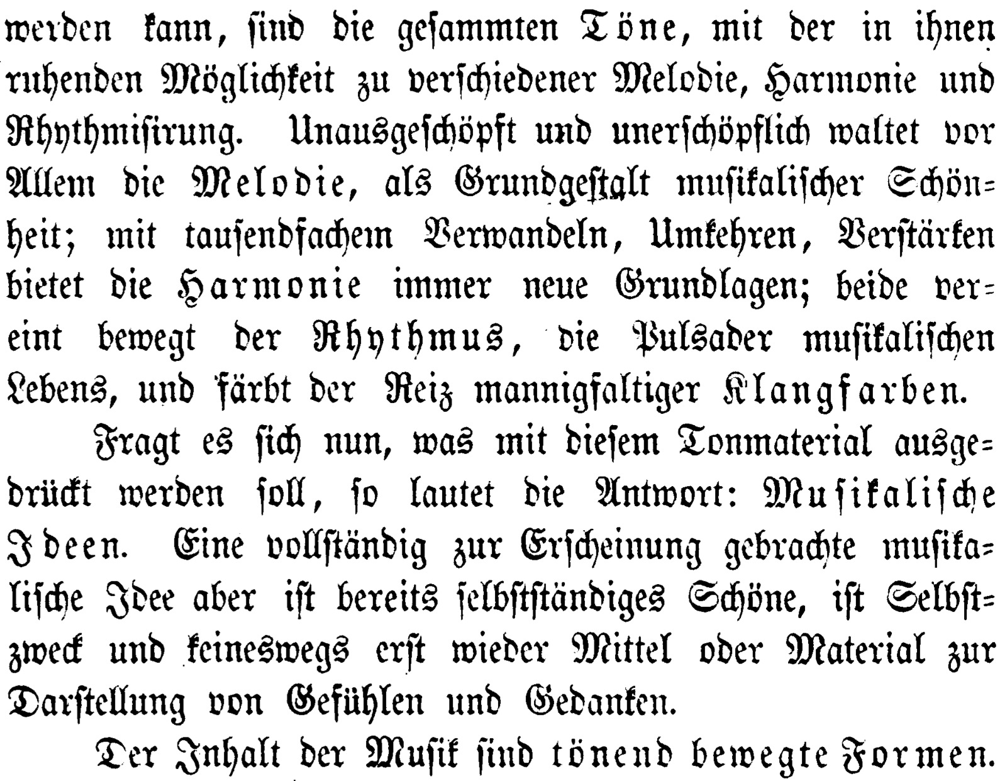 werden kann, ſind die geſammten Töne, mit der in ihnen
ruhenden Möglichkeit zu verſchiedener Melodie, Harmonie und
Rhythmiſirung. Unausgeſchöpft und unerſchöpflich waltet vor
Allem die Melodie, als Grundgeſtalt muſikaliſcher Schön=
heit; mit tauſendfachem Verwandeln, Umkehren, Verſtärken
bietet die Harmonie immer neue Grundlagen; beide ver=
eint bewegt der Rhythmus, die Pulsader muſikaliſchen
Lebens, und färbt der Reiz mannigfaltiger Klangfarben.
Fragt es ſich nun, was mit dieſem Tonmaterial ausge=
drückt werden ſoll, ſo lautet die Antwort: Muſikaliſche
Ideen. Eine vollſtändig zur Erſcheinung gebrachte muſika=
liſche Idee aber iſt bereits ſelbſtſtändiges Schöne, iſt Selbſt=
zweck und keineswegs erſt wieder Mittel oder Material zur
Darſtellung von Gefühlen und Gedanken.
Der Inhalt der Muſik ſind tönend bewegte Formen.